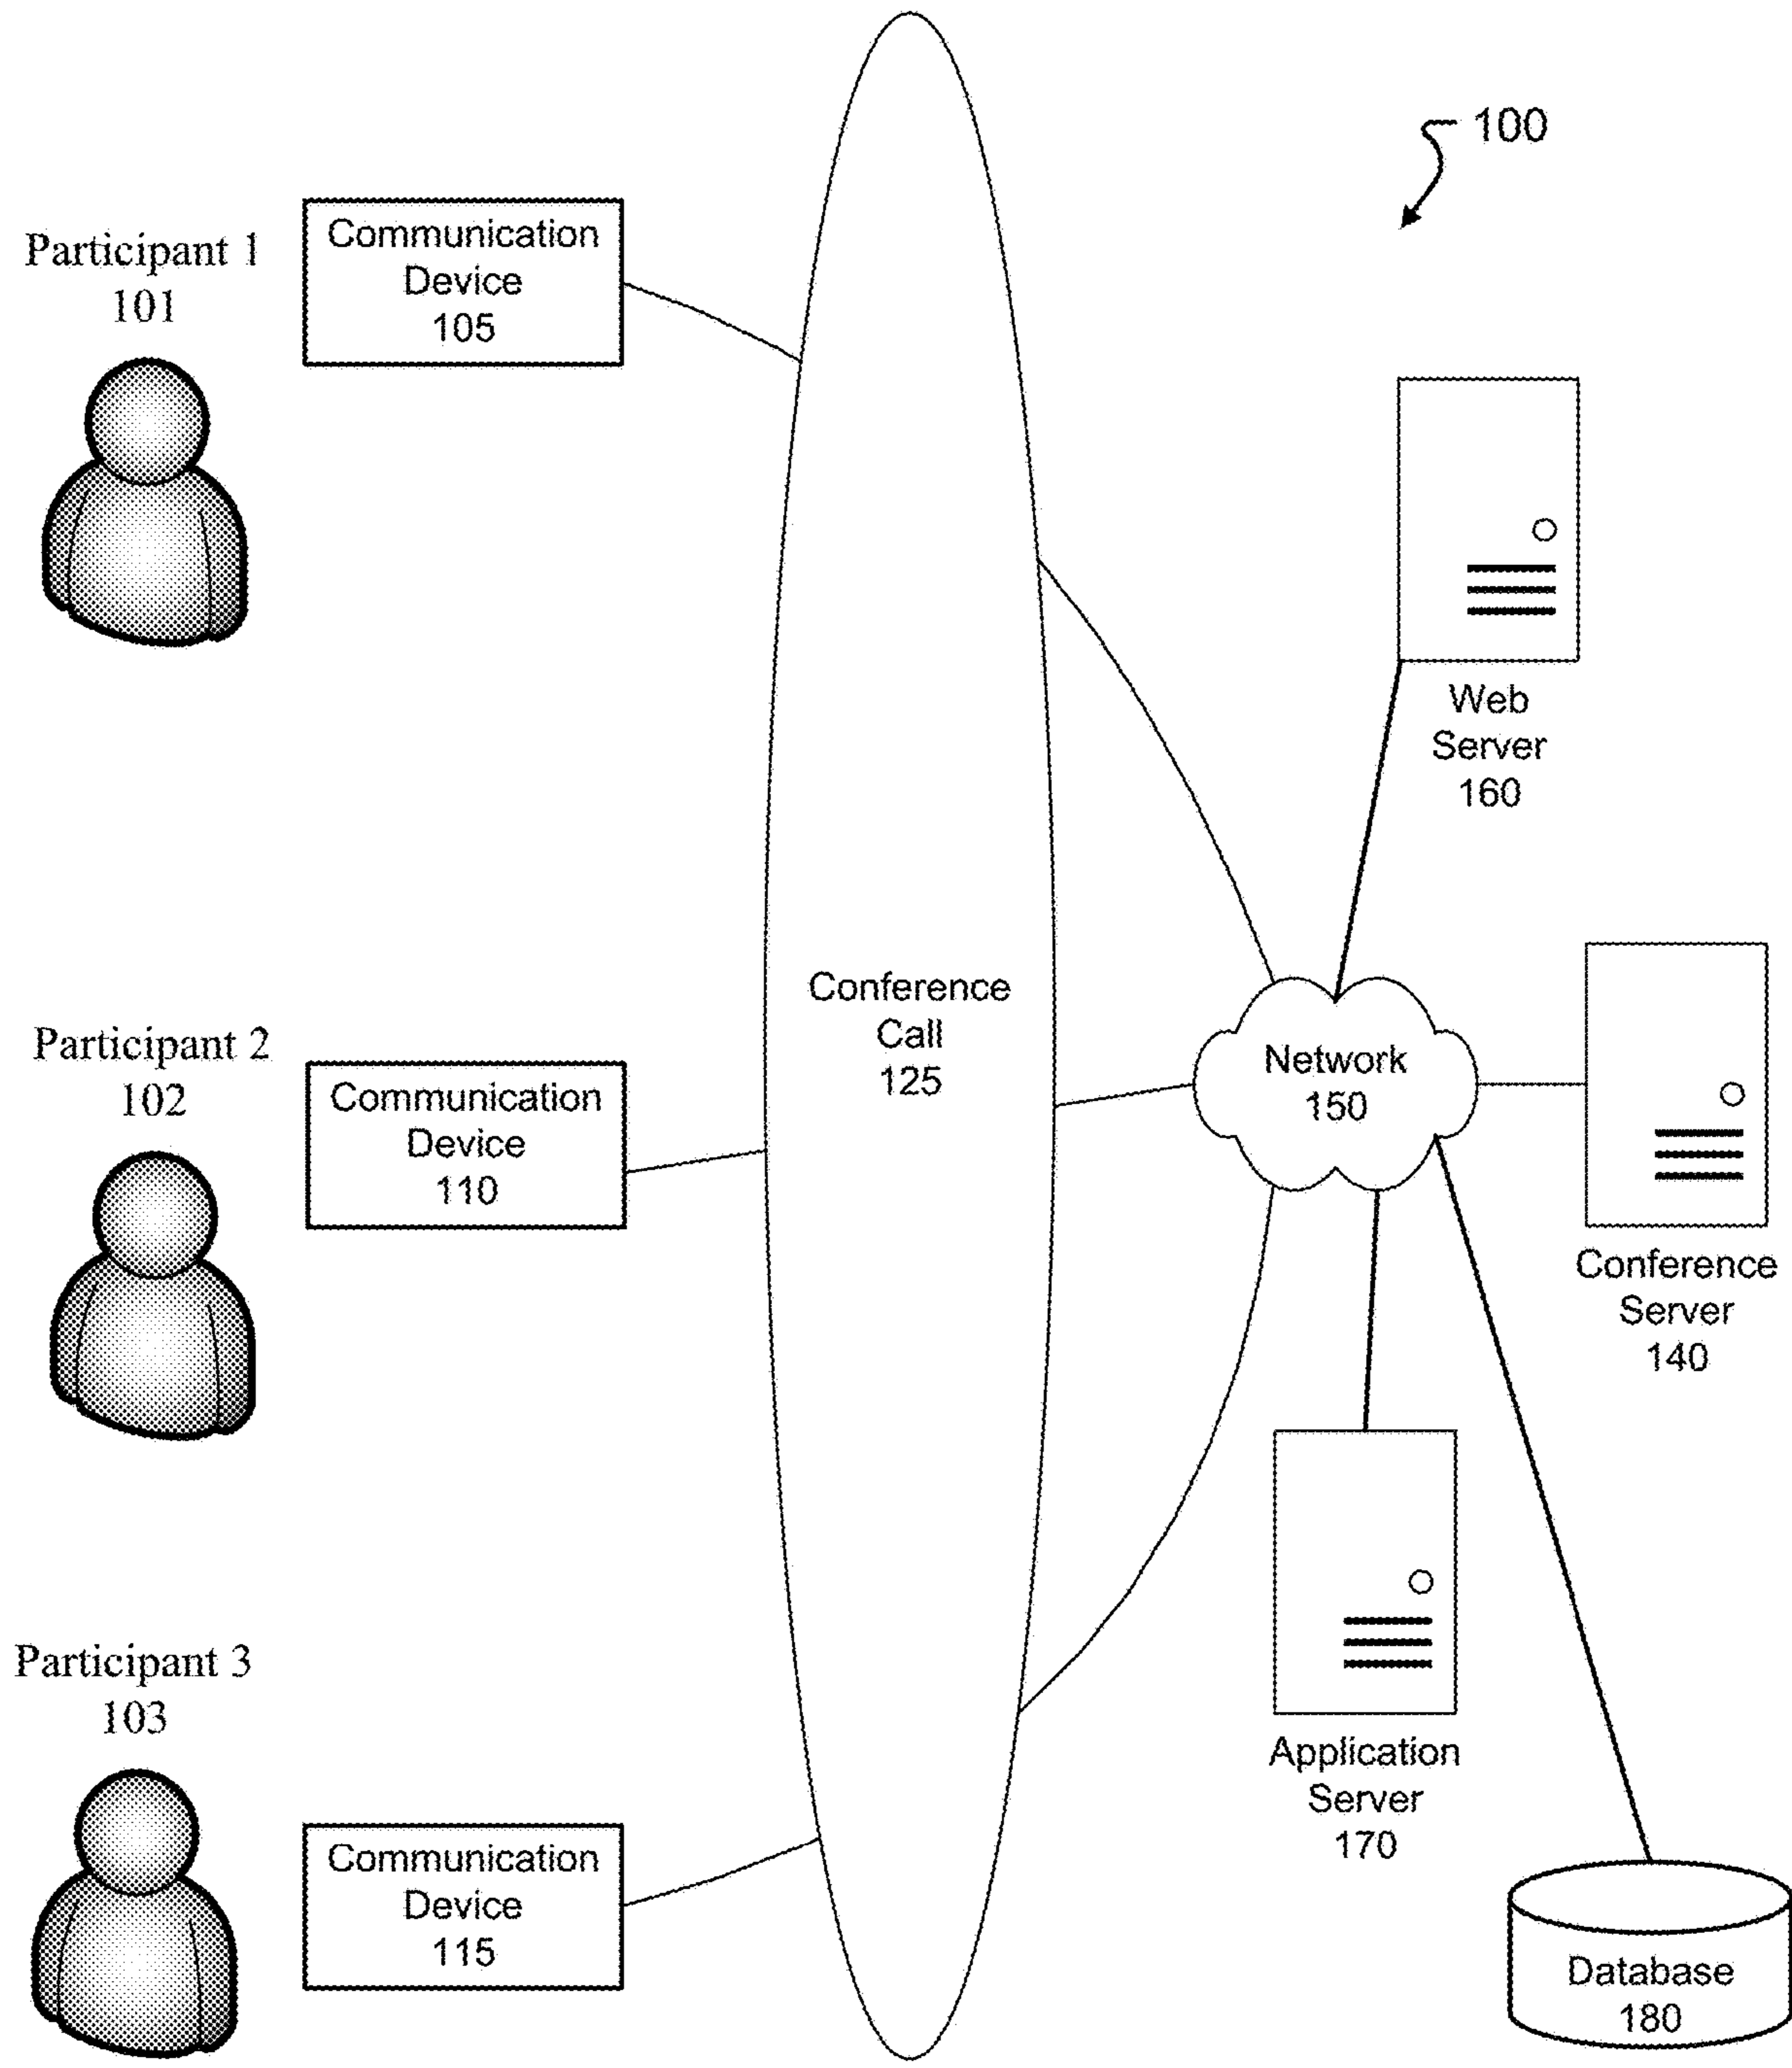 100
Participant 1
101
Communication
Device
105
Web
Server
160
Participant 2
102
Communication
Device
110
Conference
Call
125
Network
150
Conference
Server
140
Participant 3
103
Communication
Device
115
Application
Server
170
Database
180